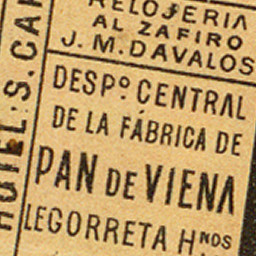 RELOJERIA
AL ZAFIRO
J. M. DAVALOS
DESPº CENTRAL
DE LA FÁBRICA DE
PAN DE VIENA
LEGORRETA HNOS
HOTEL S. CA